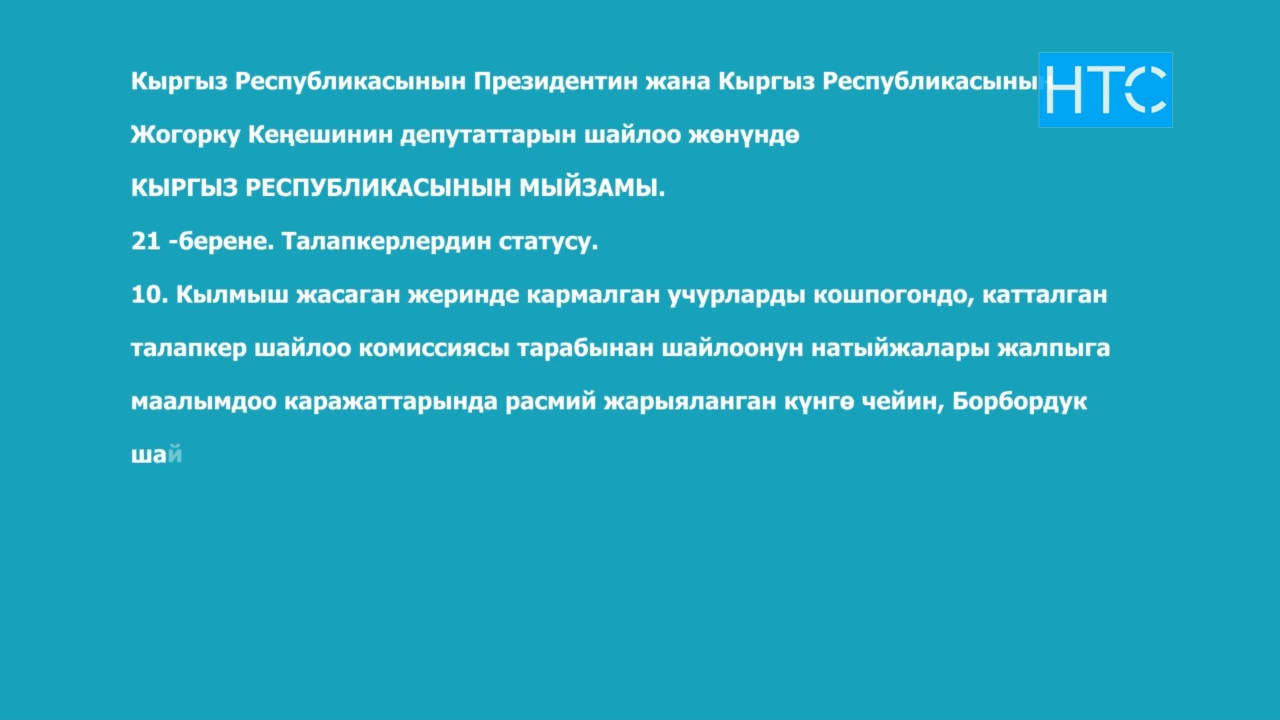 Кыргыз Республикасынын Президентин жана Кыргыз Республикасынын
НТС
Жогорку Кеңешинин депутаттарын шайлоо жөнүндө
КЫРГЫЗ РЕСПУБЛИКАСЫНЫН МЫЙЗАМЫ.
21 -берене. Талапкерлердин статусу.
10. Кылмыш жасаган жеринде кармалган учурларды кошпогондо, катталган
талапкер шайлоо комиссиясы тарабынан шайлоонун натыйжалары жалпыга
маалымдоо каражаттарында расмий жарыяланган күнгө чейин, Борбордук
шай